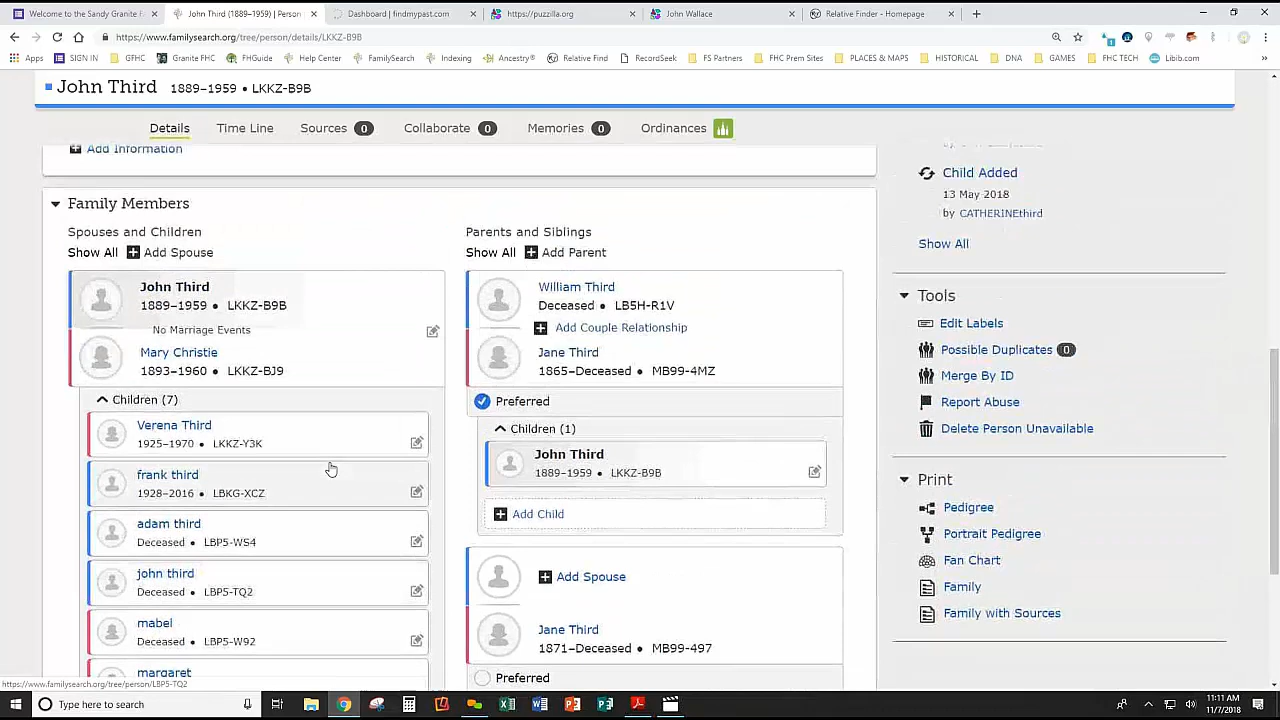 Welcome to the Sandy Granite F
John Third (1889–1959) | Person
Dashboard | findmypast.com
https://puzzilla.org
John Wallace
Relative Finder - Homepage
https://www.familysearch.org/tree/person/details/LKKZ-B9B
Apps
SIGN IN
GFHC
Granite FHC
FHGuide
Help Center
FamilySearch
Indexing
Ancestry®
Relative Find
RecordSeek
FS Partners
FHC Prem Sites
PLACES & MAPS
HISTORICAL
DNA
GAMES
FHC TECH
Libib.com
John Third 1889–1959 • LKKZ-B9B
Details
Time Line
Sources 0
Collaborate 0
Memories 0
Ordinances
Add Information
Family Members
Spouses and Children
Show All Add Spouse
John Third
1889–1959 • LKKZ-B9B
No Marriage Events
Mary Christie
1893–1960 • LKKZ-BJ9
Children (7)
Verena Third
1925–1970 • LKKZ-Y3K
frank third
1928–2016 • LBKG-XCZ
adam third
Deceased • LBP5-WS4
john third
Deceased • LBP5-TQ2
mabel
Deceased • LBP5-W92
margaret
Parents and Siblings
Show All Add Parent
William Third
Deceased • LB5H-R1V
Add Couple Relationship
Jane Third
1865–Deceased • MB99-4MZ
Preferred
Children (1)
John Third
1889–1959 • LKKZ-B9B
Add Child
Add Spouse
Jane Third
1871–Deceased • MB99-497
Preferred
Child Added
13 May 2018
by CATHERINEthird
Show All
Tools
Edit Labels
Possible Duplicates 0
Merge By ID
Report Abuse
Delete Person Unavailable
Print
Pedigree
Portrait Pedigree
Fan Chart
Family
Family with Sources
https://www.familysearch.org/tree/person/LBP5-TQ2
Type here to search
11:11 AM
11/7/2018